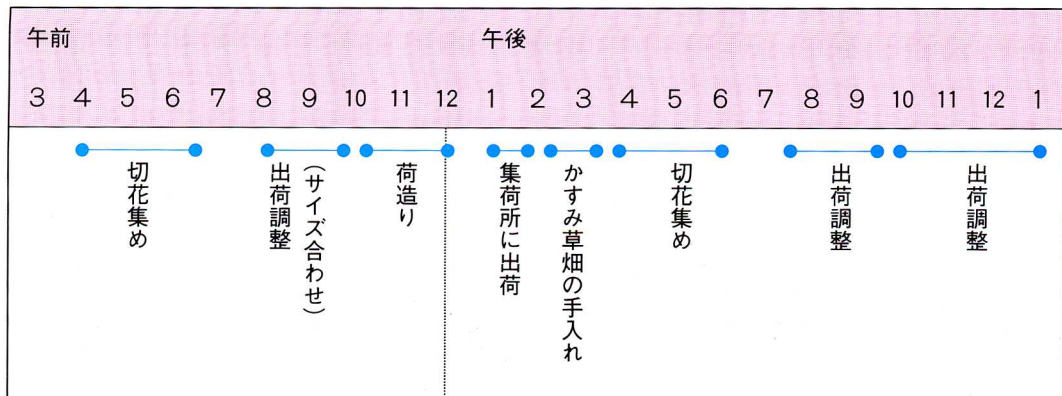 午前
午後
3 4 5 6 7 8 9 10 11 12 1 2 3 4 5 6 7 8 9 10 11 12 1
切花集め
出荷調整
(サイズ合わせ)
荷造り
集荷所に出荷
かすみ草畑の手入れ
切花集め
出荷調整
出荷調整